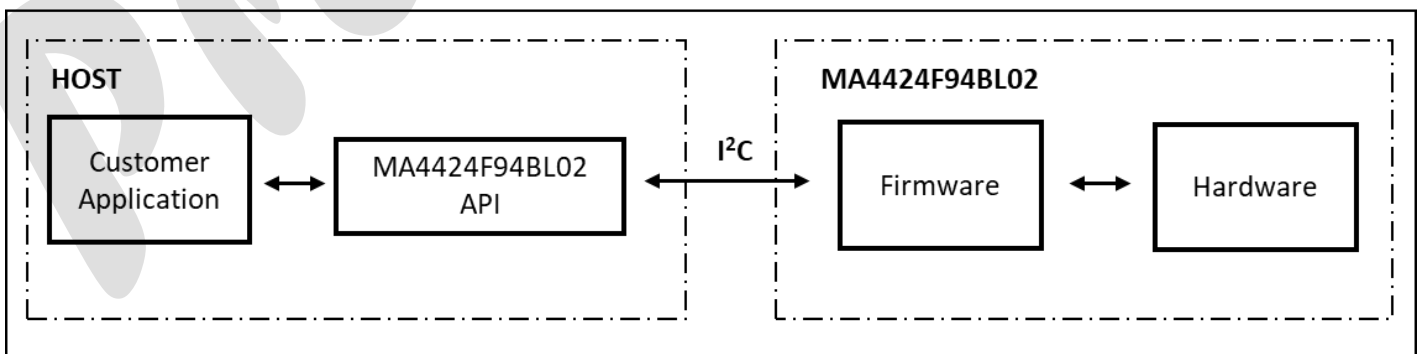 HOST
Customer
Application
MA4424F94BL02
API
I²C
MA4424F94BL02
Firmware
Hardware